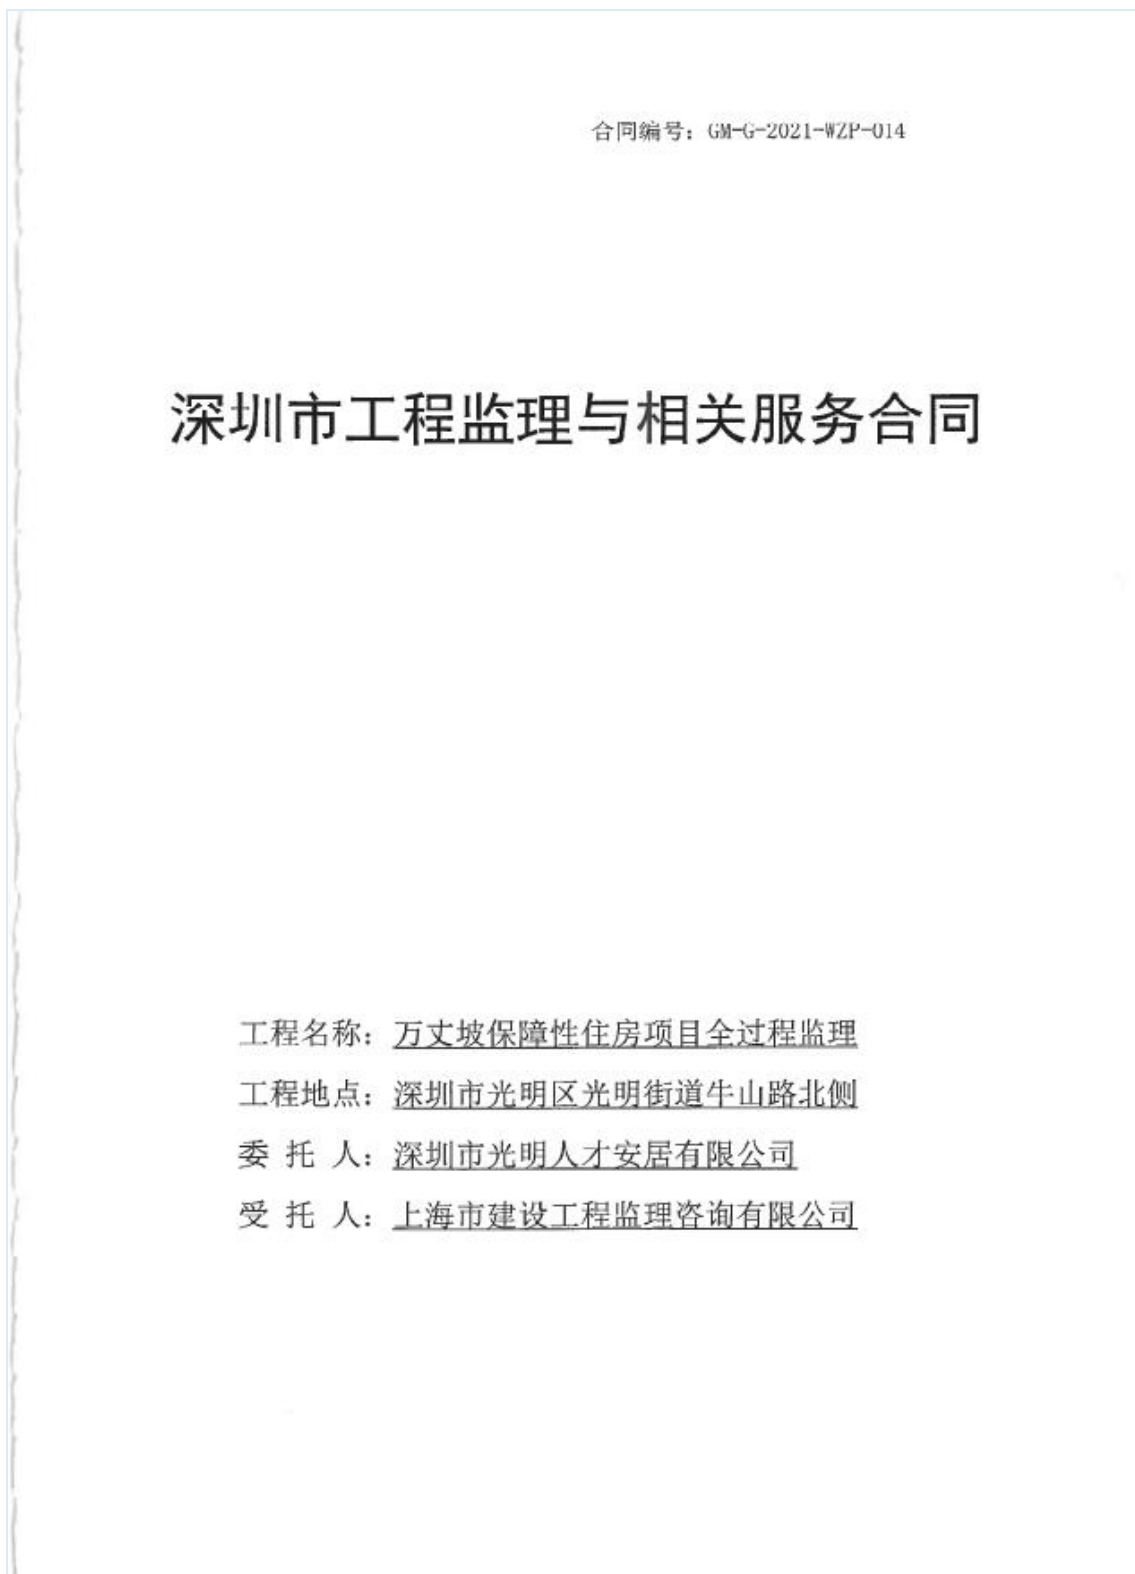 合同编号：GM-G-2021-WZP-014
深圳市工程监理与相关服务合同
工程名称：万丈坡保障性住房项目全过程监理
工程地点：深圳市光明区光明街道牛山路北侧
委 托 人：深圳市光明人才安居有限公司
受 托 人：上海市建设工程监理咨询有限公司